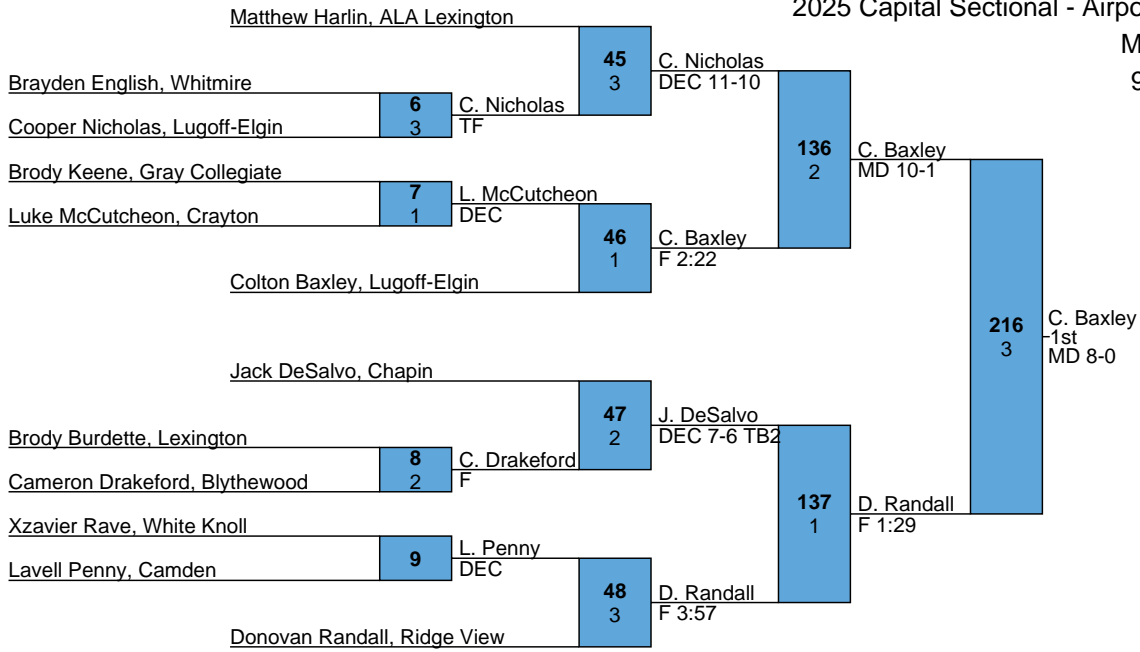 2025 Capital Sectional - Airpo
M
9
Matthew Harlin, ALA Lexington
45
3
C. Nicholas
DEC 11-10
Brayden English, Whitmire
6
3
C. Nicholas
TF
Cooper Nicholas, Lugoff-Elgin
136
2
C. Baxley
MD 10-1
Brody Keene, Gray Collegiate
7
1
L. McCutcheon
DEC
Luke McCutcheon, Crayton
46
1
C. Baxley
F 2:22
Colton Baxley, Lugoff-Elgin
216
3
C. Baxley
1st
MD 8-0
Jack DeSalvo, Chapin
47
2
J. DeSalvo
DEC 7-6 TB2
Brody Burdette, Lexington
8
2
C. Drakeford
F
Cameron Drakeford, Blythewood
137
1
D. Randall
F 1:29
Xzavier Rave, White Knoll
9
L. Penny
DEC
Lavell Penny, Camden
48
3
D. Randall
F 3:57
Donovan Randall, Ridge View